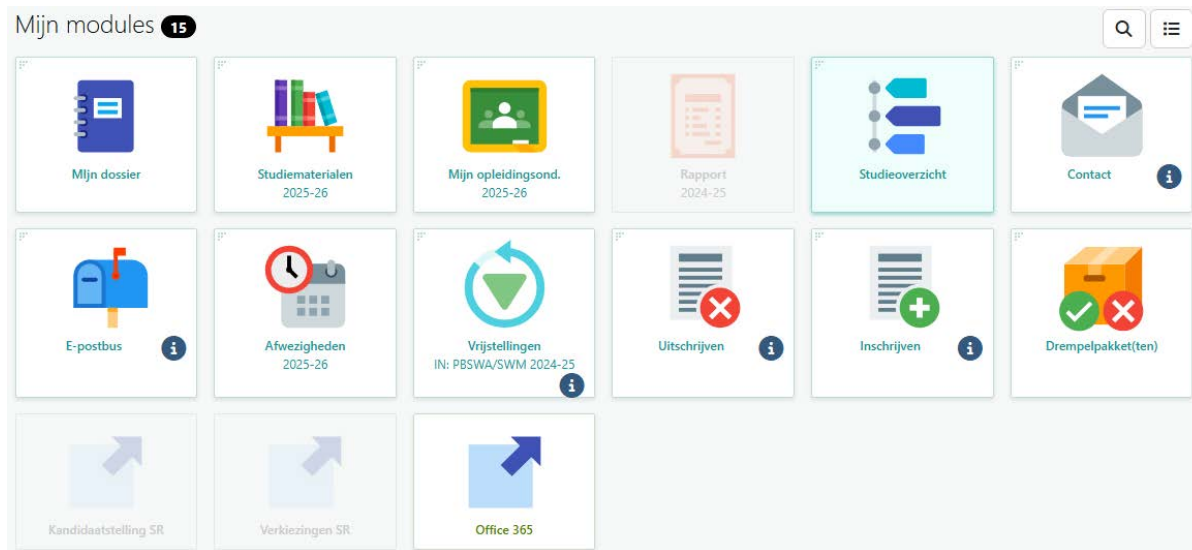 Mijn modules 15
MIjn dossier
Studiematerialen
2025-26
Mijn opleidingsond.
2025-26
Rapport
2024-25
Studieoverzicht
Contact
E-postbus
Afwezigheden
2025-26
Vrijstellingen
IN: PBSWA/SWM 2024-25
Uitschrijven
Inschrijven
Drempelpakket(ten)
Kandidaatstelling SR
Verkiezingen SR
Office 365